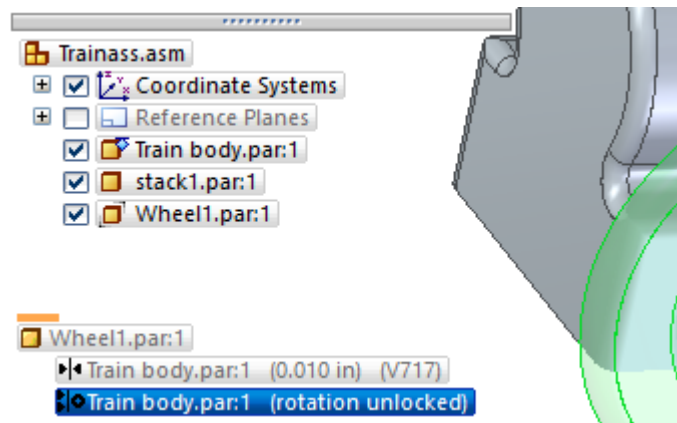 Trainass.asm
Coordinate Systems
Reference Planes
Train body.par:1
stack1.par:1
Wheel1.par:1
Wheel1.par:1
Train body.par:1 (0.010 in) (V717)
Train body.par:1 (rotation unlocked)